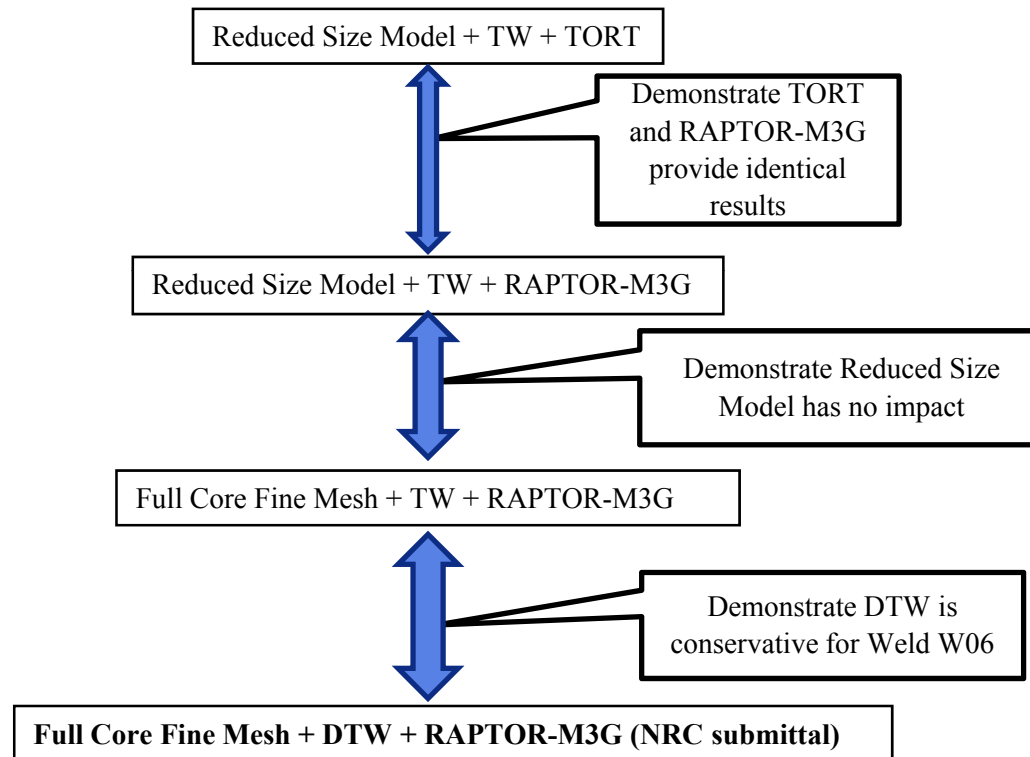 Reduced Size Model + TW + TORT
Demonstrate TORT
and RAPTOR-M3G
provide identical
results
Reduced Size Model + TW + RAPTOR-M3G
Demonstrate Reduced Size
Model has no impact
Full Core Fine Mesh + TW + RAPTOR-M3G
Demonstrate DTW is
conservative for Weld W06
Full Core Fine Mesh + DTW + RAPTOR-M3G (NRC submittal)